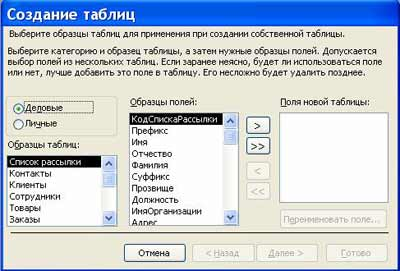 Создание таблиц
Выберите образцы таблиц для применения при создании собственной таблицы.
Выберите категорию и образец таблицы, а затем нужные образцы полей. Допускается
выбор полей из нескольких таблиц. Если заранее неясно, будет ли использоваться поле
или нет, лучше добавить это поле в таблицу. Его несложно будет удалить позднее.
Деловые
Личные
Образцы таблиц:
Список рассылки
Контакты
Клиенты
Сотрудники
Товары
Заказы
Образцы полей:
КодСпискаРассылки
Префикс
Имя
Отчество
Фамилия
Суффикс
Прозвище
Должность
ИмяОрганизации
Адрес
>
>>
<
<<
Поля новой таблицы:
Переименовать поле...
Отмена
< Назад
Далее >
Готово